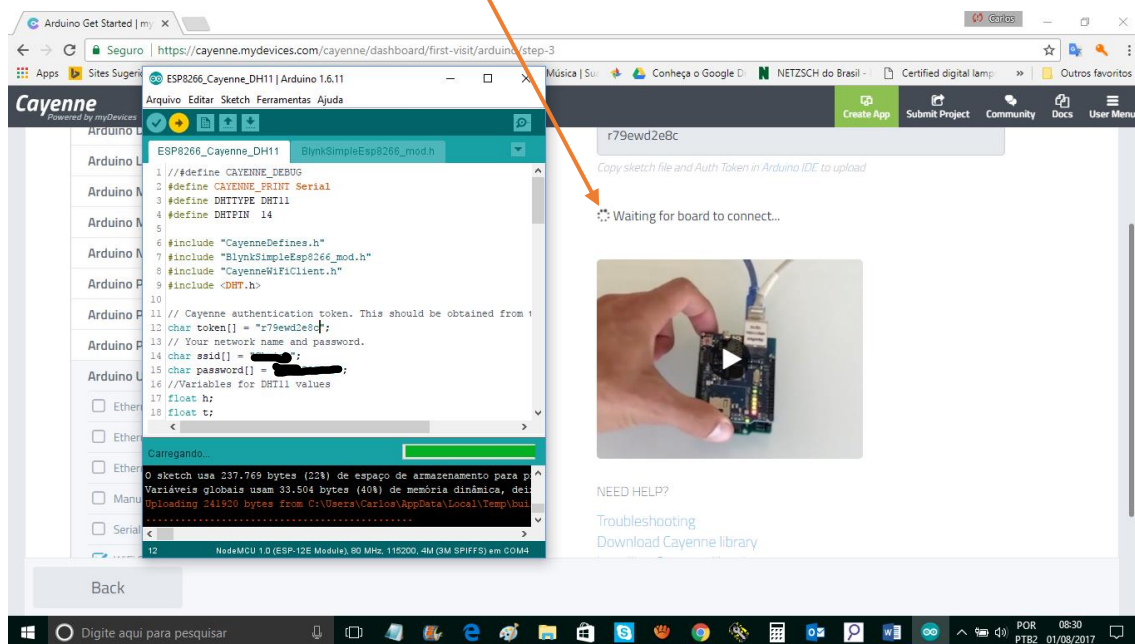 Arduino Get Started | my
Carlos
Seguro | https://cayenne.mydevices.com/cayenne/dashboard/first-visit/arduino/step-3
Apps Sites Sugeri Música | Su Conheça o Google D NETZSCH do Brasil - Certified digital lamp » Outros favoritos
Cayenne
Powered by myDevices
Create App Submit Project Community Docs User Menu
ESP8266_Cayenne_DH11 | Arduino 1.6.11
Arquivo Editar Sketch Ferramentas Ajuda
ESP8266_Cayenne_DH11 BlynkSimpleEsp8266_mod.h
1 //#define CAYENNE_DEBUG
2 #define CAYENNE_PRINT Serial
3 #define DHTTYPE DHT11
4 #define DHTPIN 14
5
6 #include "CayenneDefines.h"
7 #include "BlynkSimpleEsp8266_mod.h"
8 #include "CayenneWiFiClient.h"
9 #include <DHT.h>
10
11 // Cayenne authentication token. This should be obtained from t
12 char token[] = "r79ewd2e8c";
13 // Your network name and password.
14 char ssid[] = ";
15 char password[] = ;
16 //Variables for DHT11 values
17 float h;
18 float t;
Carregando...
O sketch usa 237.769 bytes (22%) de espaço de armazenamento para p
Variáveis globais usam 33.504 bytes (40%) de memória dinâmica, dei
Uploading 241920 bytes from C:\Users\Carlos\AppData\Local\Temp\bui
................................................
12 NodeMCU 1.0 (ESP-12E Module), 80 MHz, 115200, 4M (3M SPIFFS) em COM4
Arduino
Arduino L
Arduino M
Arduino N
Arduino N
Arduino P
Arduino P
Arduino P
Arduino U
Ether
Ether
Ether
Manu
Serial
r79ewd2e8c
Copy sketch file and Auth Token in Arduino IDE to upload
Waiting for board to connect...
NEED HELP?
Troubleshooting
Download Cayenne library
Back
Digite aqui para pesquisar
POR
PTB2
08:30
01/08/2017